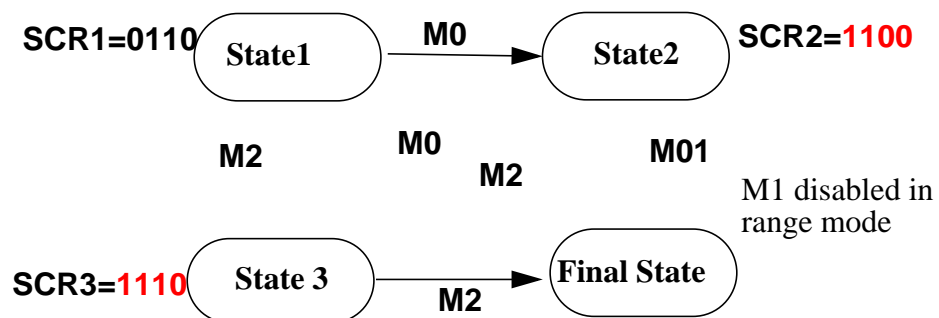 SCR1=0110 State1 M0 State2 SCR2=1100
M2 M0 M2 M01
M1 disabled in
range mode
SCR3=1110 State 3 M2 Final State